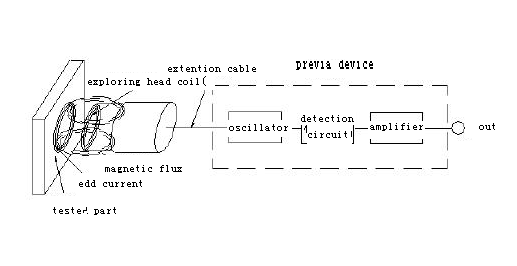 previa device
extention cable
exploring head coil(
oscillator
detection
circuit
amplifier
out
magnetic flux
edd current
tested part